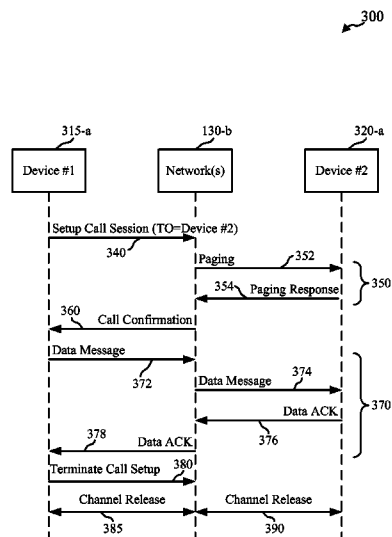 300
315-a
130-b
320-a
Device #1
Network(s)
Device #2
Setup Call Session (TO=Device #2)
340
Paging
352
354
Paging Response
350
360
Call Confirmation
Data Message
372
Data Message
374
370
Data ACK
376
378
Data ACK
Terminate Call Setup
380
Channel Release
Channel Release
385
390